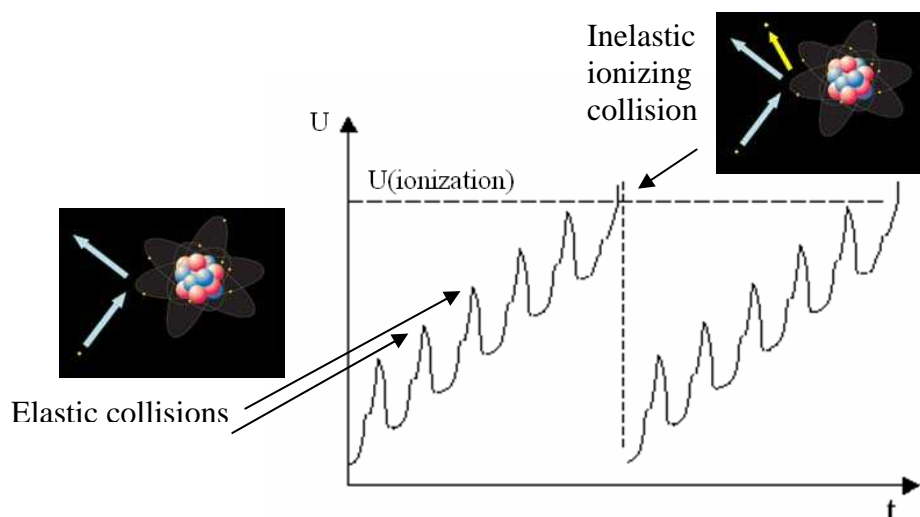 Inelastic
ionizing
collision
U
U(ionization)
Elastic collisions
t